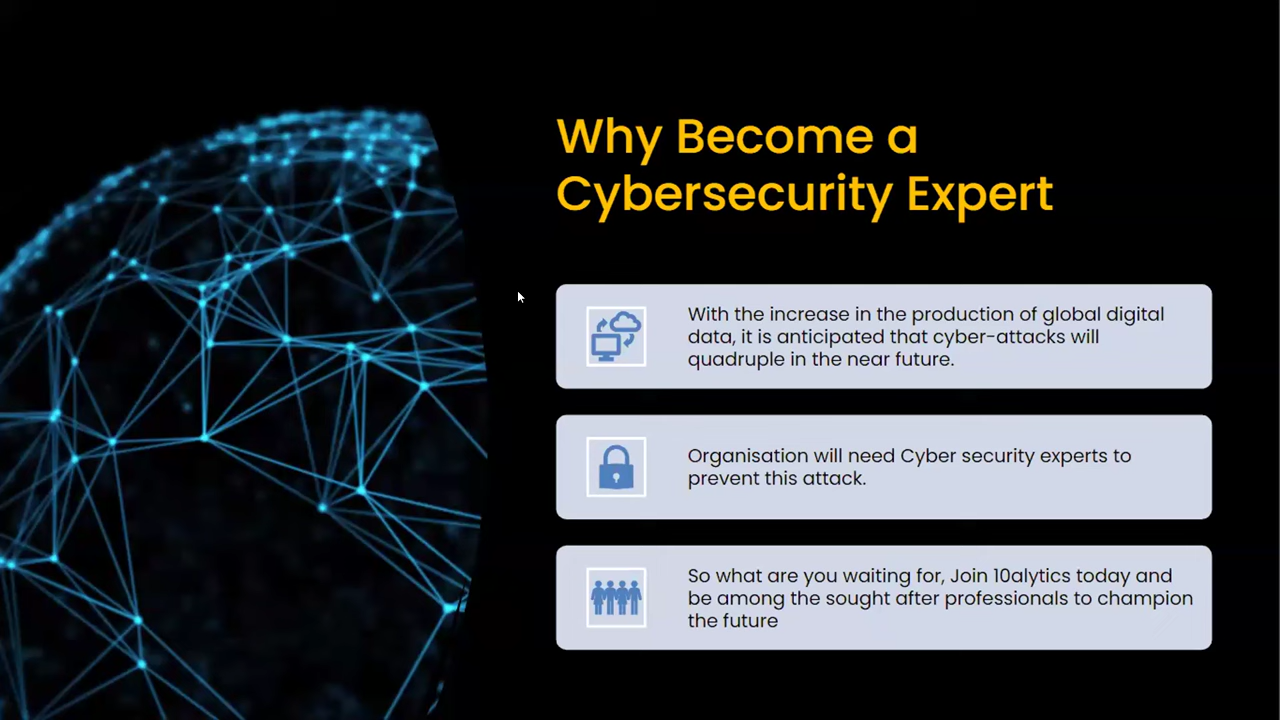 Why Become a
Cybersecurity Expert
With the increase in the production of global digital
data, it is anticipated that cyber-attacks will
quadruple in the near future.
Organisation will need Cyber security experts to
prevent this attack.
So what are you waiting for, Join 10alytics today and
be among the sought after professionals to champion
the future